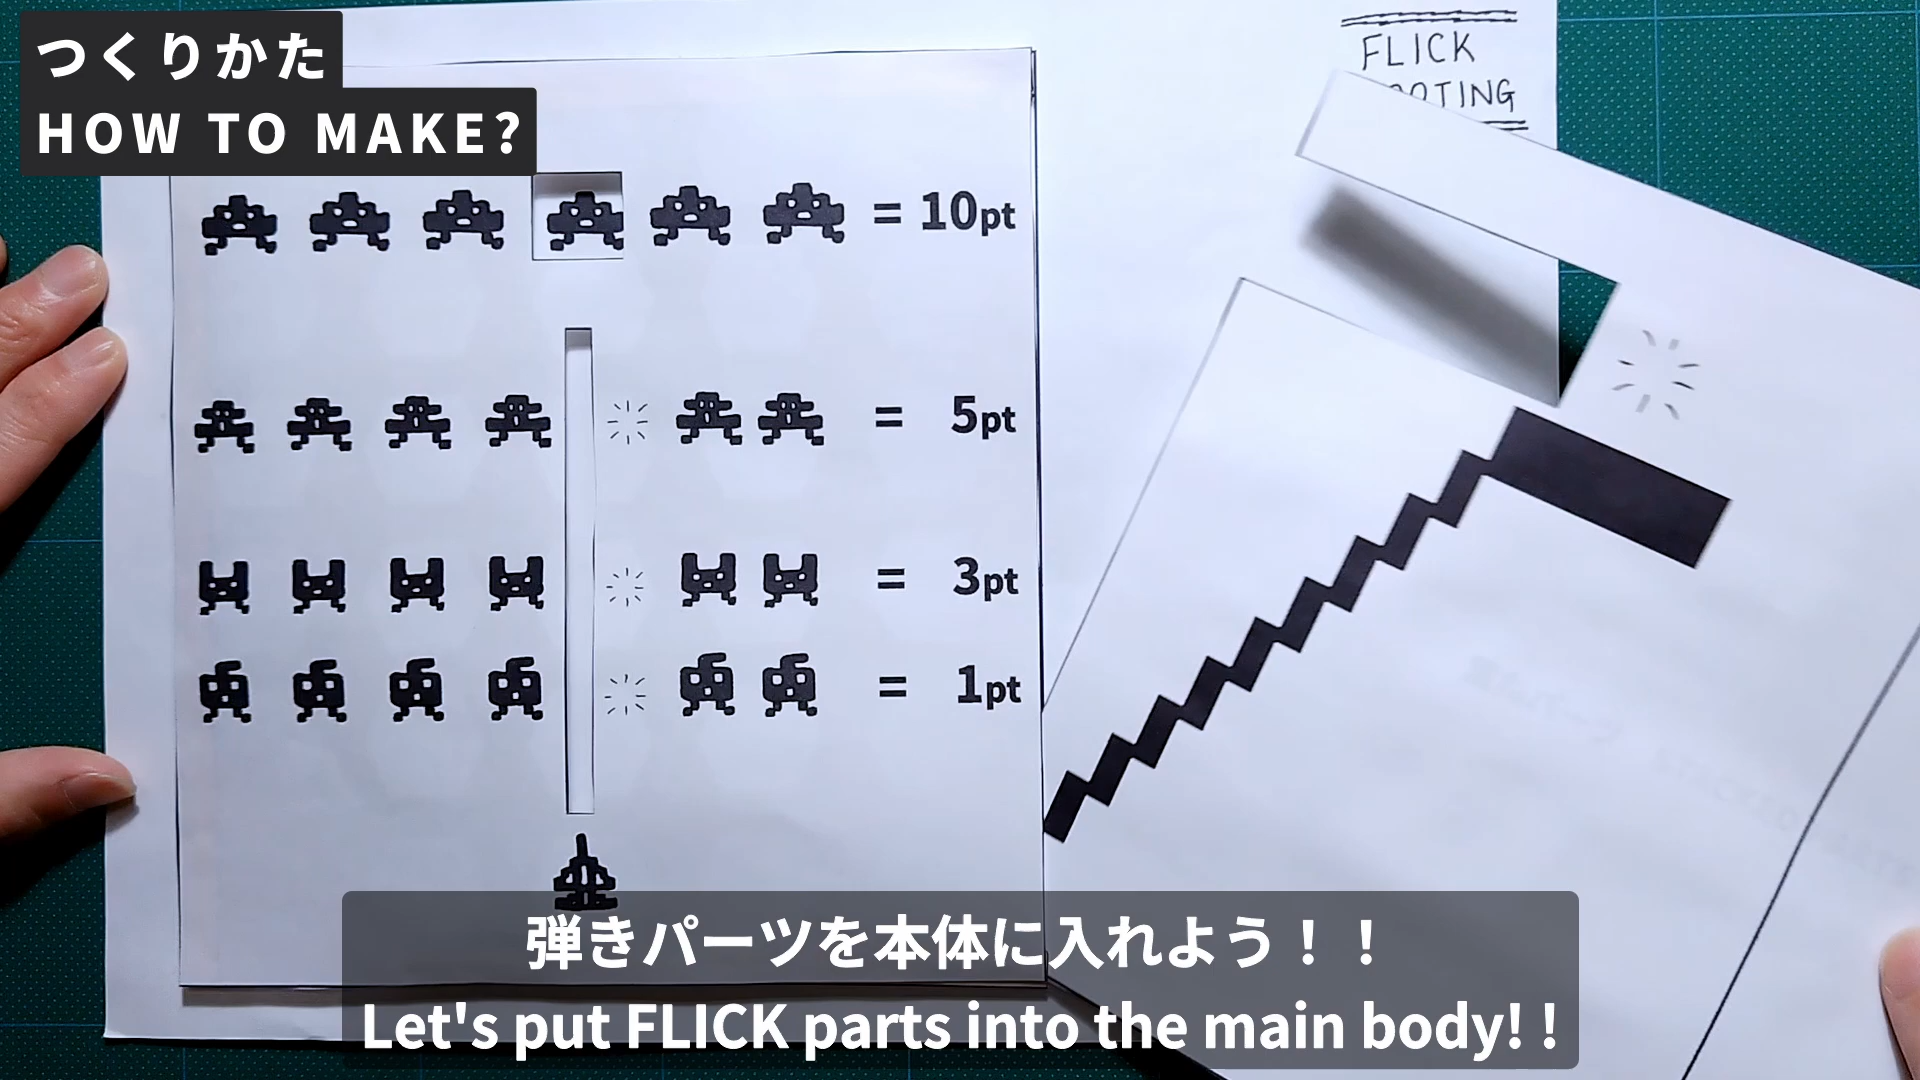 つくりかた
HOW TO MAKE?
FLICK
OOTING
= 10pt
= 5pt
= 3pt
= 1pt
弾きパーツを本体に入れよう！！
Let's put FLICK parts into the main body!!